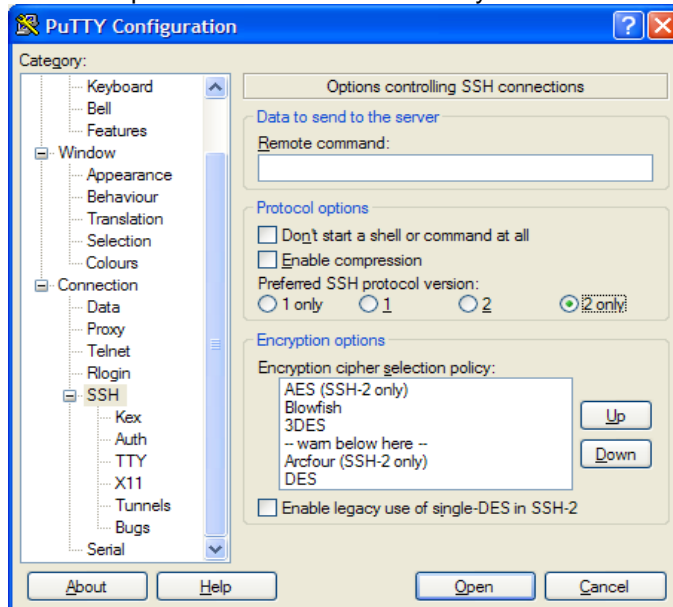 PuTTY Configuration
Category:
Keyboard
Bell
Features
Window
Appearance
Behaviour
Translation
Selection
Colours
Connection
Data
Proxy
Telnet
Rlogin
SSH
Kex
Auth
TTY
X11
Tunnels
Bugs
Serial
Options controlling SSH connections
Data to send to the server
Remote command:
Protocol options
Don't start a shell or command at all
Enable compression
Preferred SSH protocol version:
1 only 1 2 2 only
Encryption options
Encryption cipher selection policy:
AES (SSH-2 only)
Blowfish
3DES
-- warn below here --
Arcfour (SSH-2 only)
DES
Up
Down
Enable legacy use of single-DES in SSH-2
About Help Open Cancel